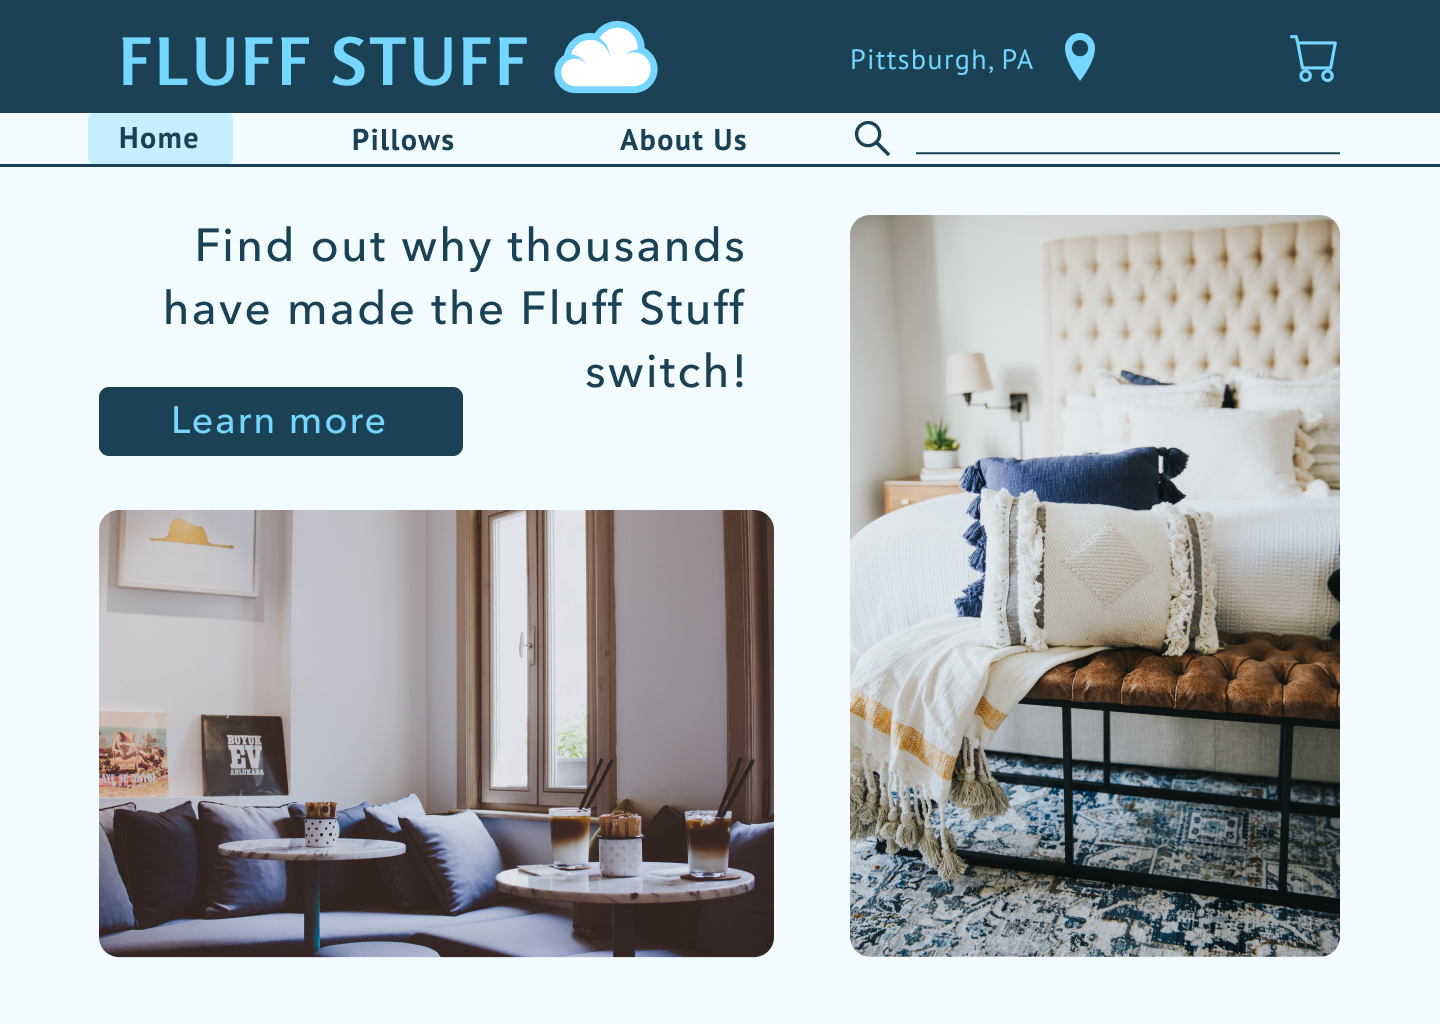 FLUFF STUFF
Pittsburgh, PA
Home
Pillows
About Us
Find out why thousands
have made the Fluff Stuff
switch!
Learn more
BUYUK
EV
ABLUKADA